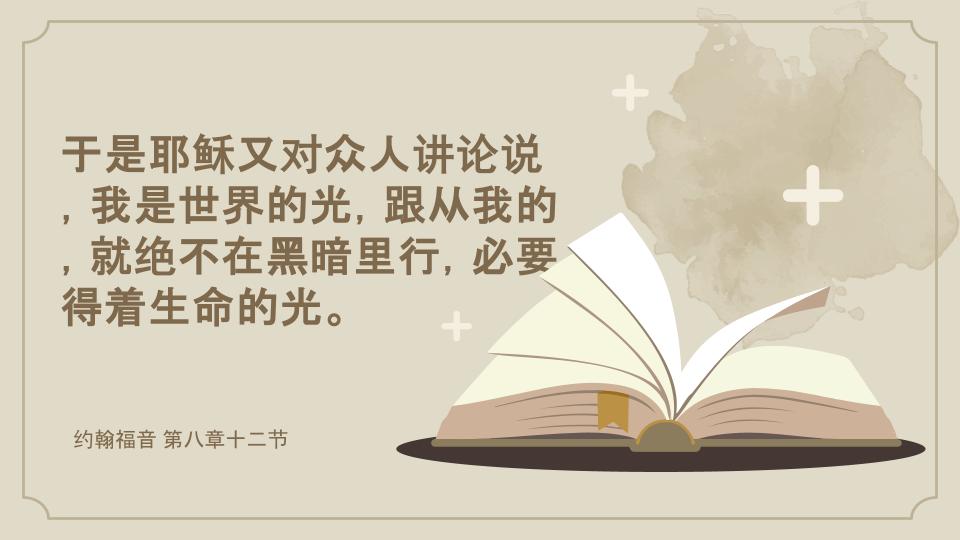 于是耶稣又对众人讲论说
，我是世界的光，跟从我的
，就绝不在黑暗里行，必要
得着生命的光。
约翰福音 第八章十二节